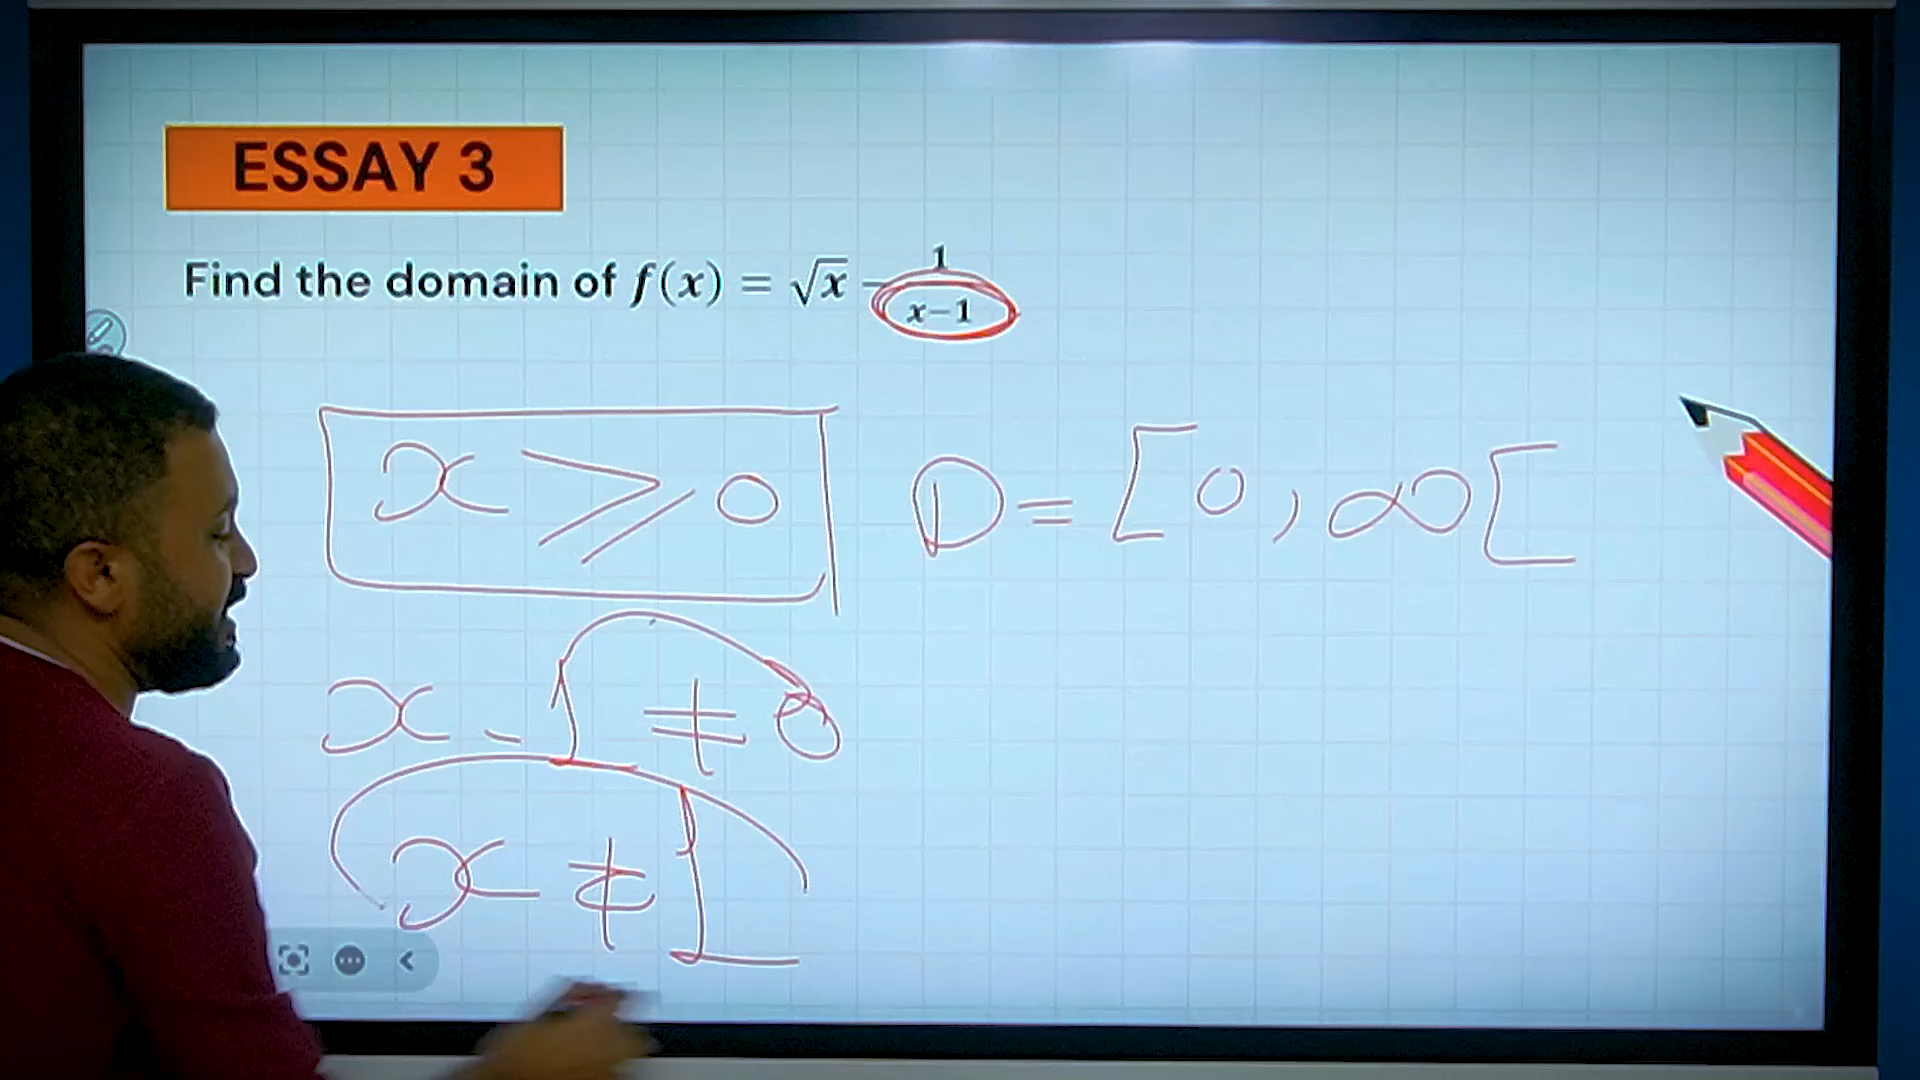 ESSAY 3
Find the domain of f(x) = √x − 1/(x−1)
x ⩾ 0 D = [0, ∞[
x - 1 ≠ 0
x ≠ 1